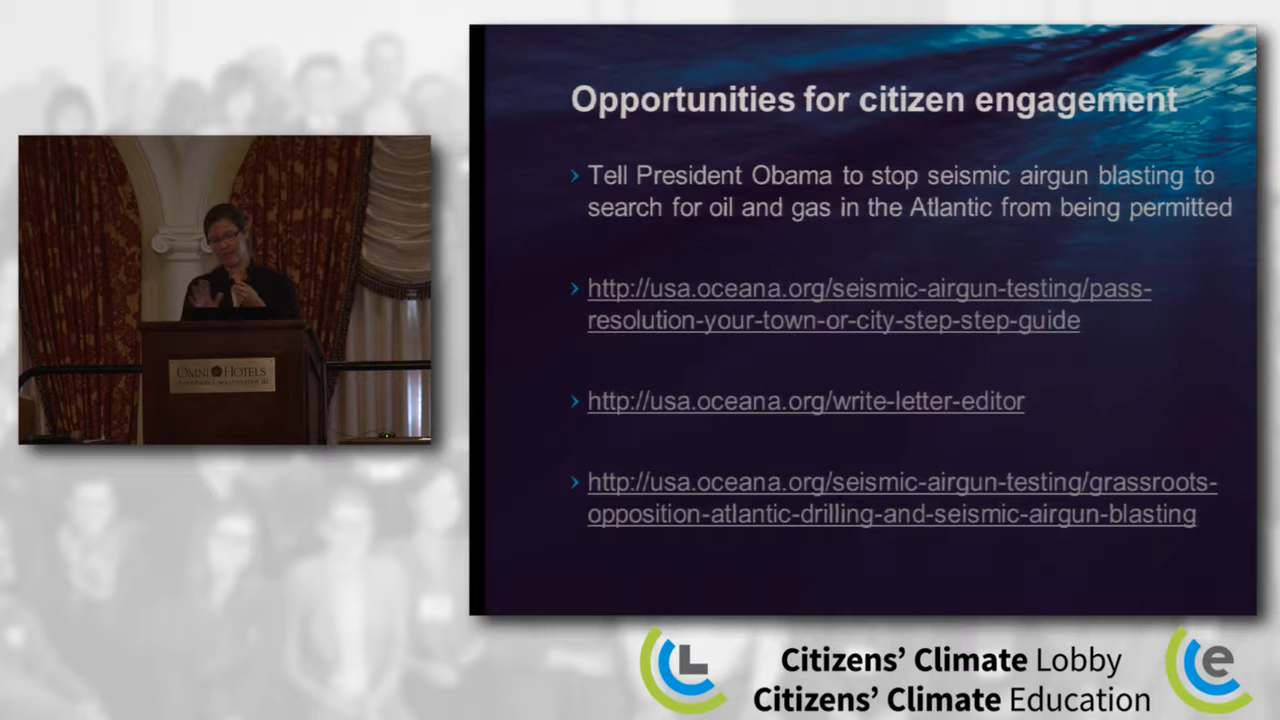 Opportunities for citizen engagement
› Tell President Obama to stop seismic airgun blasting to
search for oil and gas in the Atlantic from being permitted
› http://usa.oceana.org/seismic-airgun-testing/pass-
resolution-your-town-or-city-step-step-guide
› http://usa.oceana.org/write-letter-editor
› http://usa.oceana.org/seismic-airgun-testing/grassroots-
opposition-atlantic-drilling-and-seismic-airgun-blasting
OMNI HOTELS
L
Citizens’ Climate Lobby
Citizens’ Climate Education
e